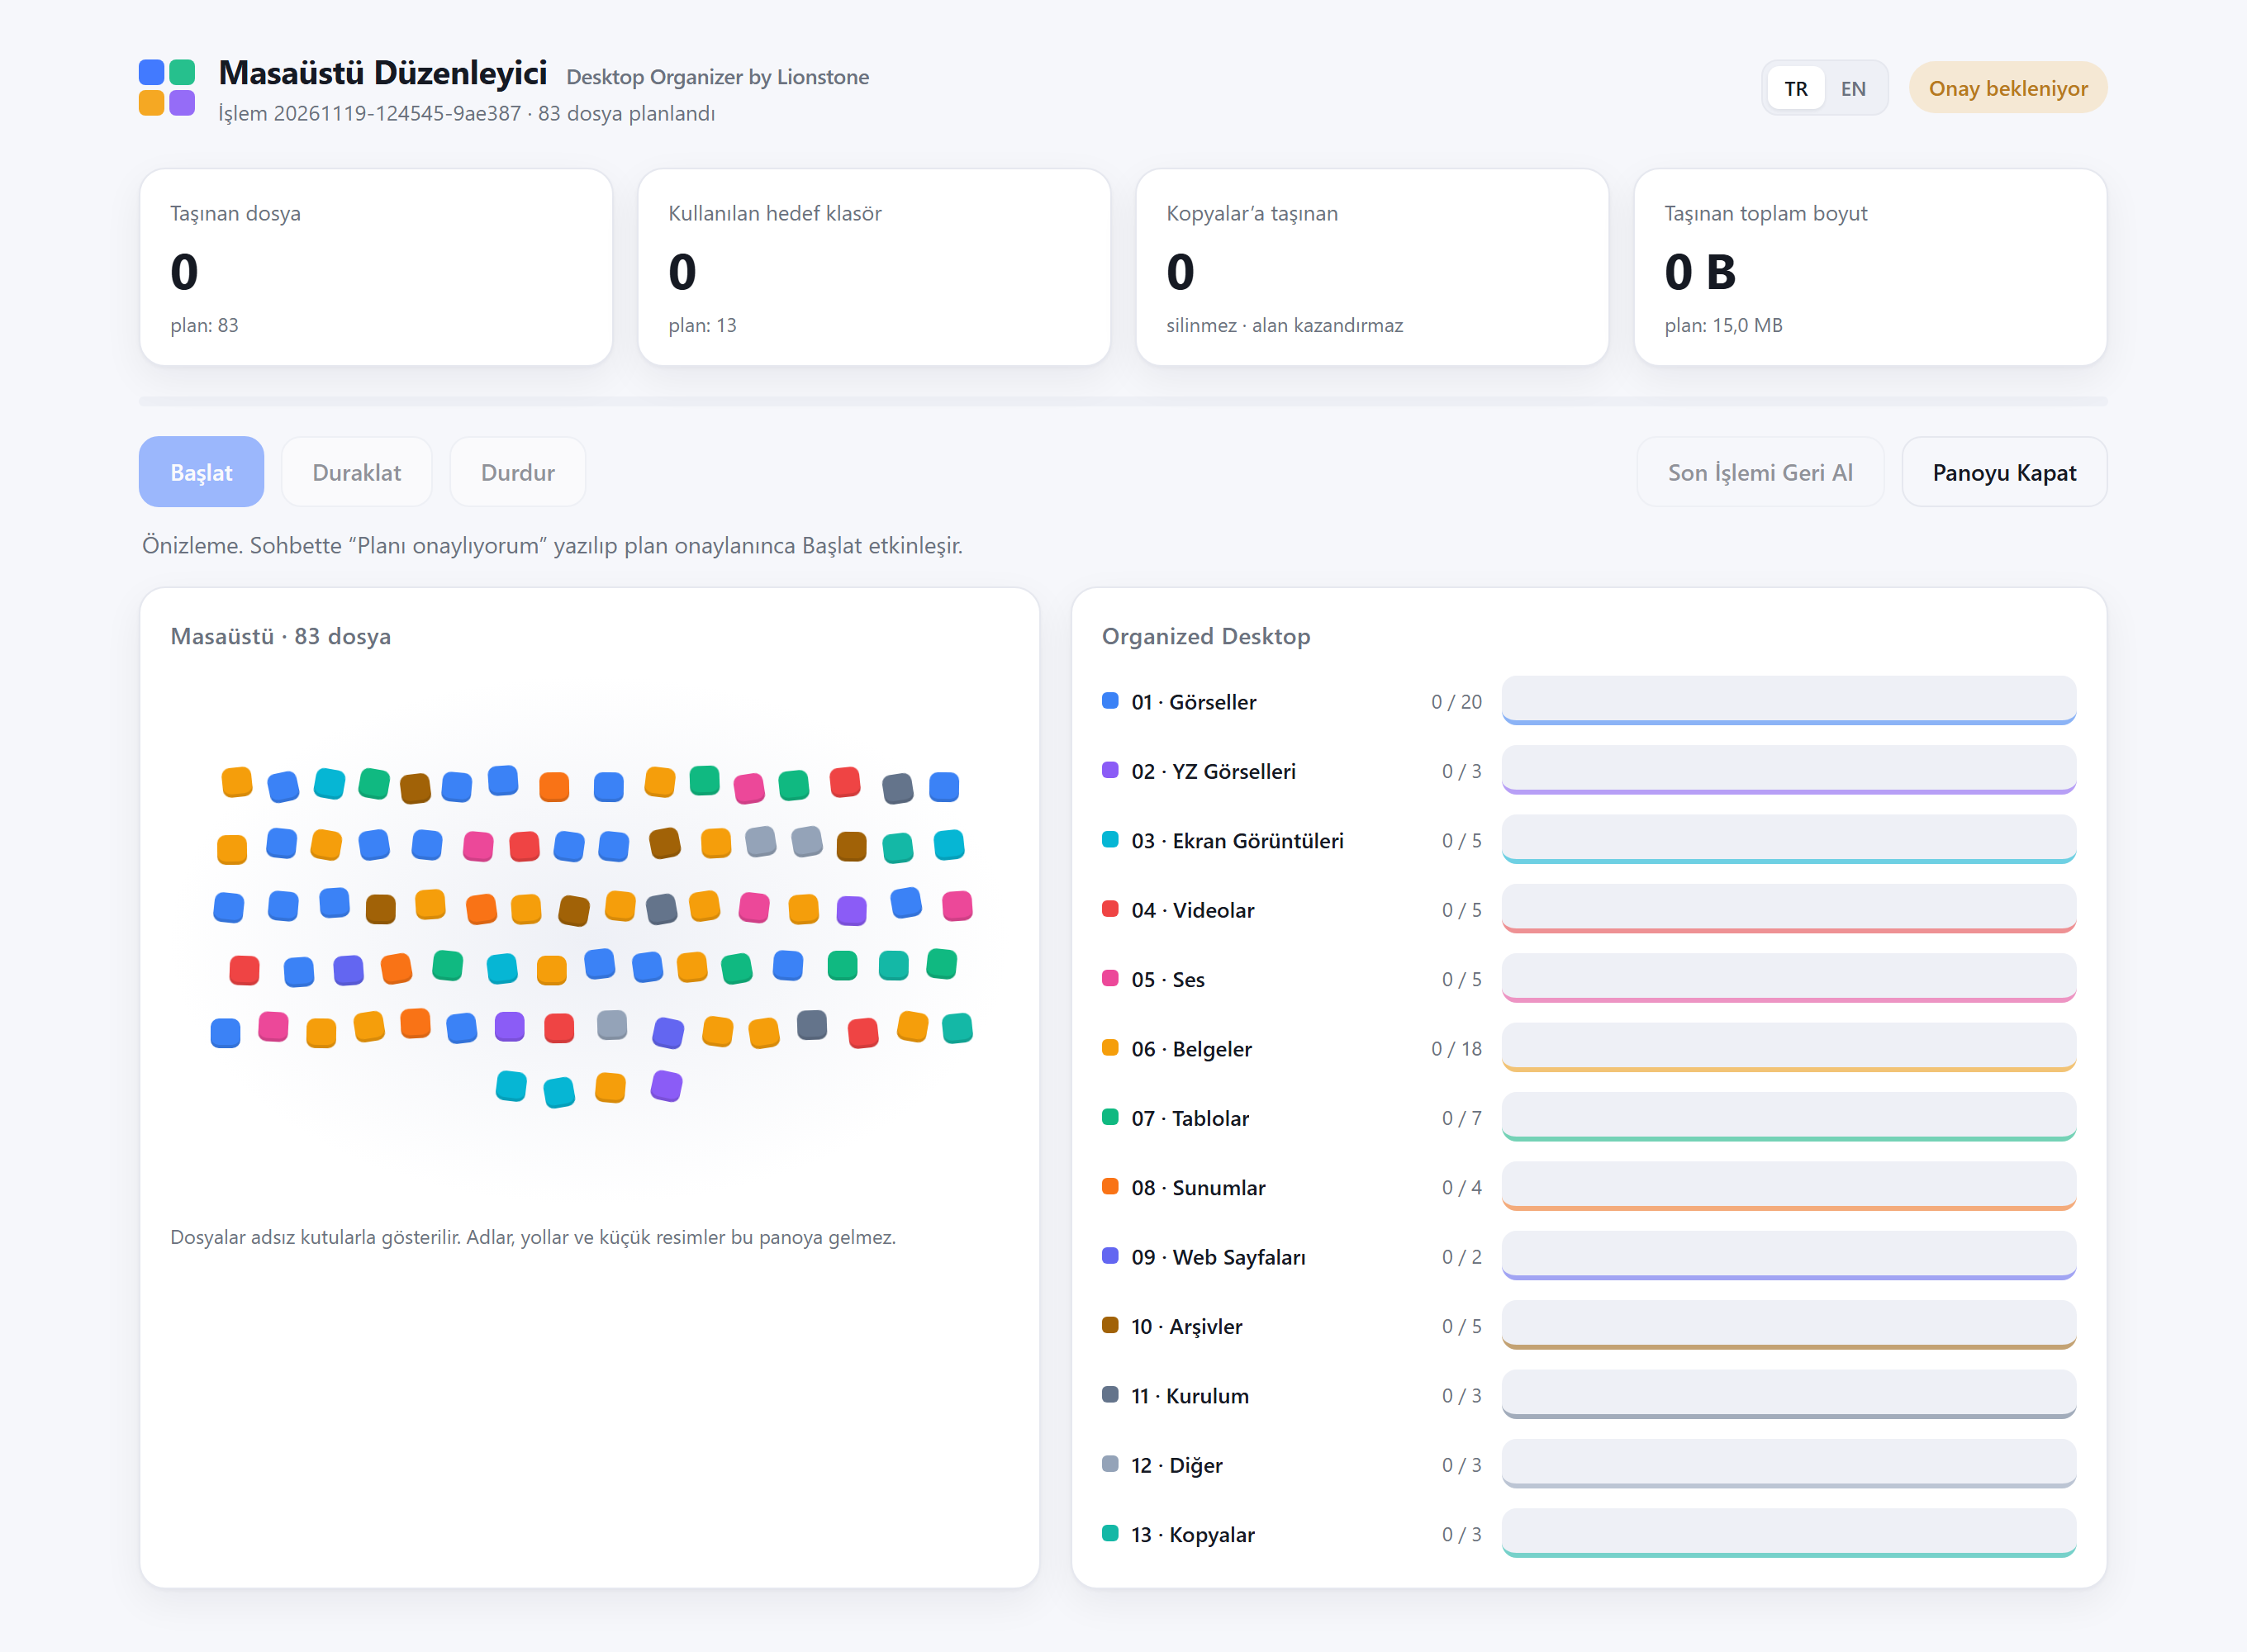 Masaüstü Düzenleyici Desktop Organizer by Lionstone
İşlem 20261119-124545-9ae387 · 83 dosya planlandı
TR EN
Onay bekleniyor
Taşınan dosya
0
plan: 83
Kullanılan hedef klasör
0
plan: 13
Kopyalar’a taşınan
0
silinmez · alan kazandırmaz
Taşınan toplam boyut
0 B
plan: 15,0 MB
Başlat Duraklat Durdur
Son İşlemi Geri Al Panoyu Kapat
Önizleme. Sohbette “Planı onaylıyorum” yazılıp plan onaylanınca Başlat etkinleşir.
Masaüstü · 83 dosya
Dosyalar adsız kutularla gösterilir. Adlar, yollar ve küçük resimler bu panoya gelmez.
Organized Desktop
01 · Görseller 0 / 20
02 · YZ Görselleri 0 / 3
03 · Ekran Görüntüleri 0 / 5
04 · Videolar 0 / 5
05 · Ses 0 / 5
06 · Belgeler 0 / 18
07 · Tablolar 0 / 7
08 · Sunumlar 0 / 4
09 · Web Sayfaları 0 / 2
10 · Arşivler 0 / 5
11 · Kurulum 0 / 3
12 · Diğer 0 / 3
13 · Kopyalar 0 / 3